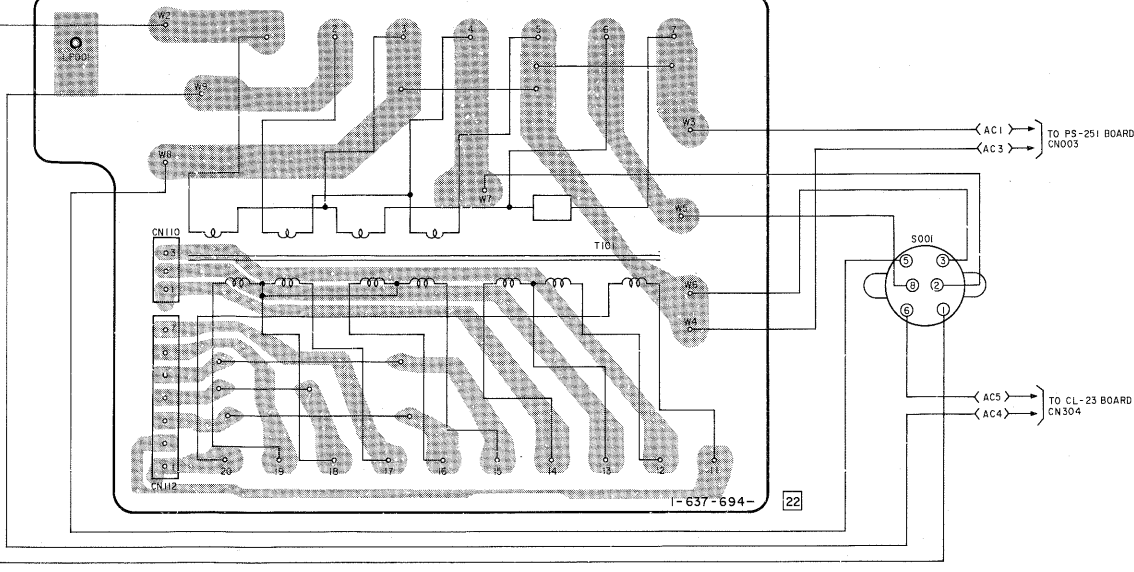 W2
1
2
3
4
5
6
7
LF001
W9
W3
AC1
TO PS-251 BOARD
CN003
AC3
W8
W7
W5
CN110
T101
S001
3
1
5
3
8
2
6
1
W6
W4
CN112
7
1
AC5
TO CL-23 BOARD
CN304
AC4
20
19
18
17
16
15
14
13
12
11
1-637-694-
22